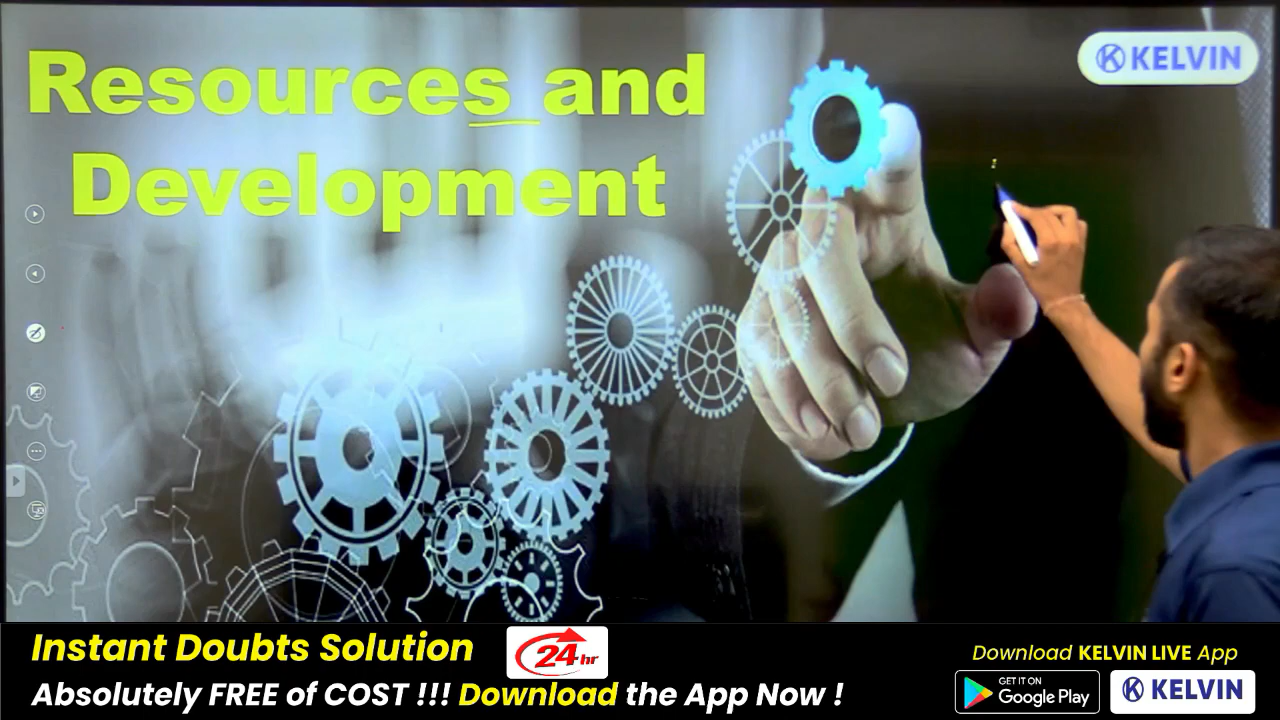 Resources and
Development
KELVIN
Instant Doubts Solution
24hr
Absolutely FREE of COST !!! Download the App Now !
Download KELVIN LIVE App
GET IT ON
Google Play
KELVIN